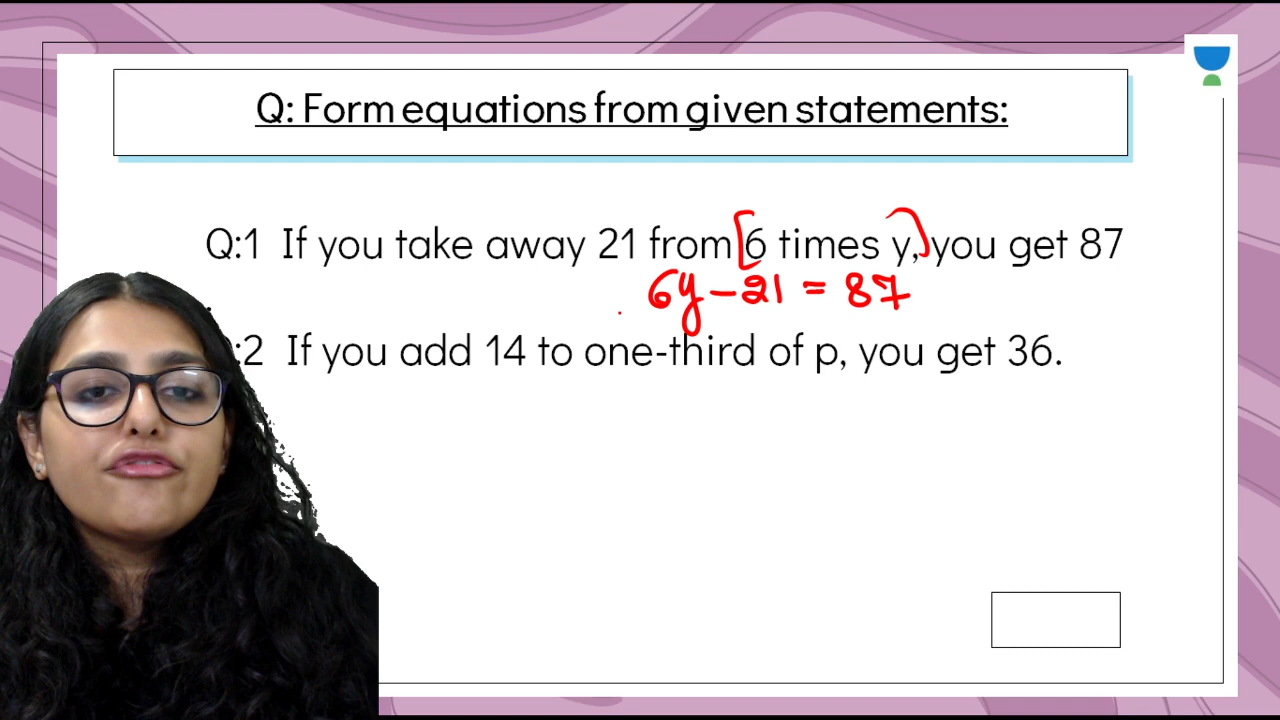 Q: Form equations from given statements:
Q:1 If you take away 21 from [6 times y,) you get 87
6y - 21 = 87
:2 If you add 14 to one-third of p, you get 36.